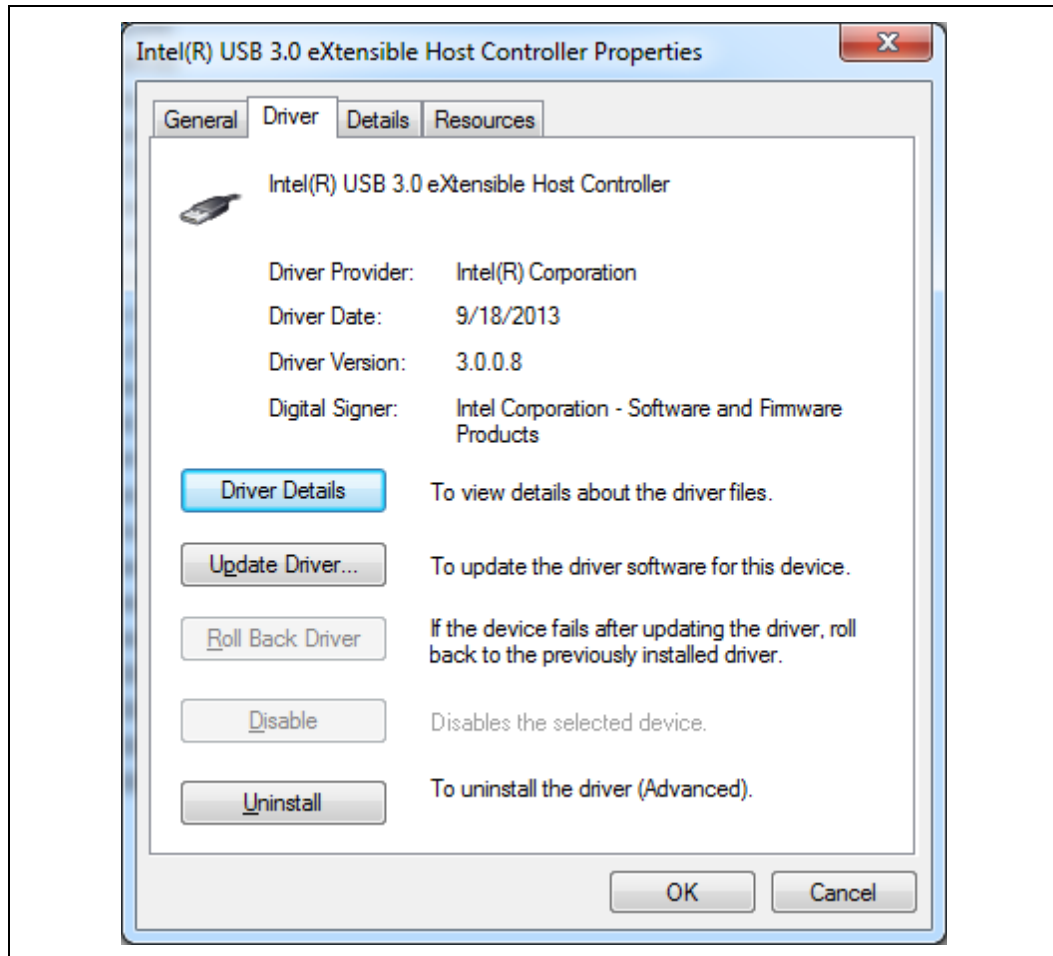 Intel(R) USB 3.0 eXtensible Host Controller Properties
General Driver Details Resources
Intel(R) USB 3.0 eXtensible Host Controller
Driver Provider: Intel(R) Corporation
Driver Date: 9/18/2013
Driver Version: 3.0.0.8
Digital Signer: Intel Corporation - Software and Firmware
Products
Driver Details To view details about the driver files.
Update Driver... To update the driver software for this device.
Roll Back Driver If the device fails after updating the driver, roll
back to the previously installed driver.
Disable Disables the selected device.
Uninstall To uninstall the driver (Advanced).
OK Cancel